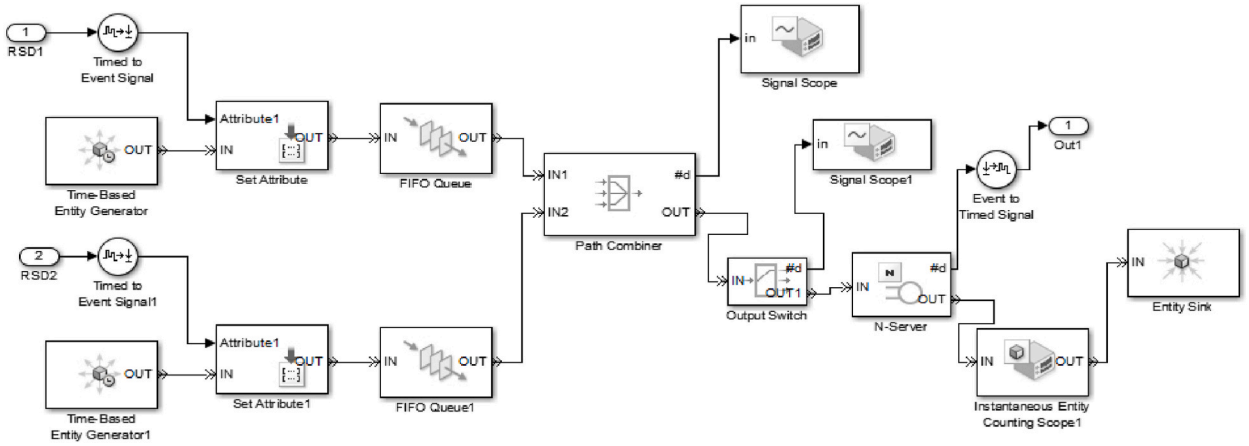 1
RSD1
Timed to
Event Signal
Attribute1
OUT
IN
OUT
Time-Based
Entity Generator
Set Attribute
IN
OUT
FIFO Queue
in
Signal Scope
in
Signal Scope1
1
Out1
Event to
Timed Signal
IN1
#d
IN2
OUT
Path Combiner
2
RSD2
Timed to
Event Signal1
Attribute1
OUT
IN
OUT
Time-Based
Entity Generator1
Set Attribute1
IN
OUT
FIFO Queue1
IN
#d
OUT1
Output Switch
N
#d
IN
OUT
N-Server
IN
Entity Sink
IN
OUT
Instantaneous Entity
Counting Scope1